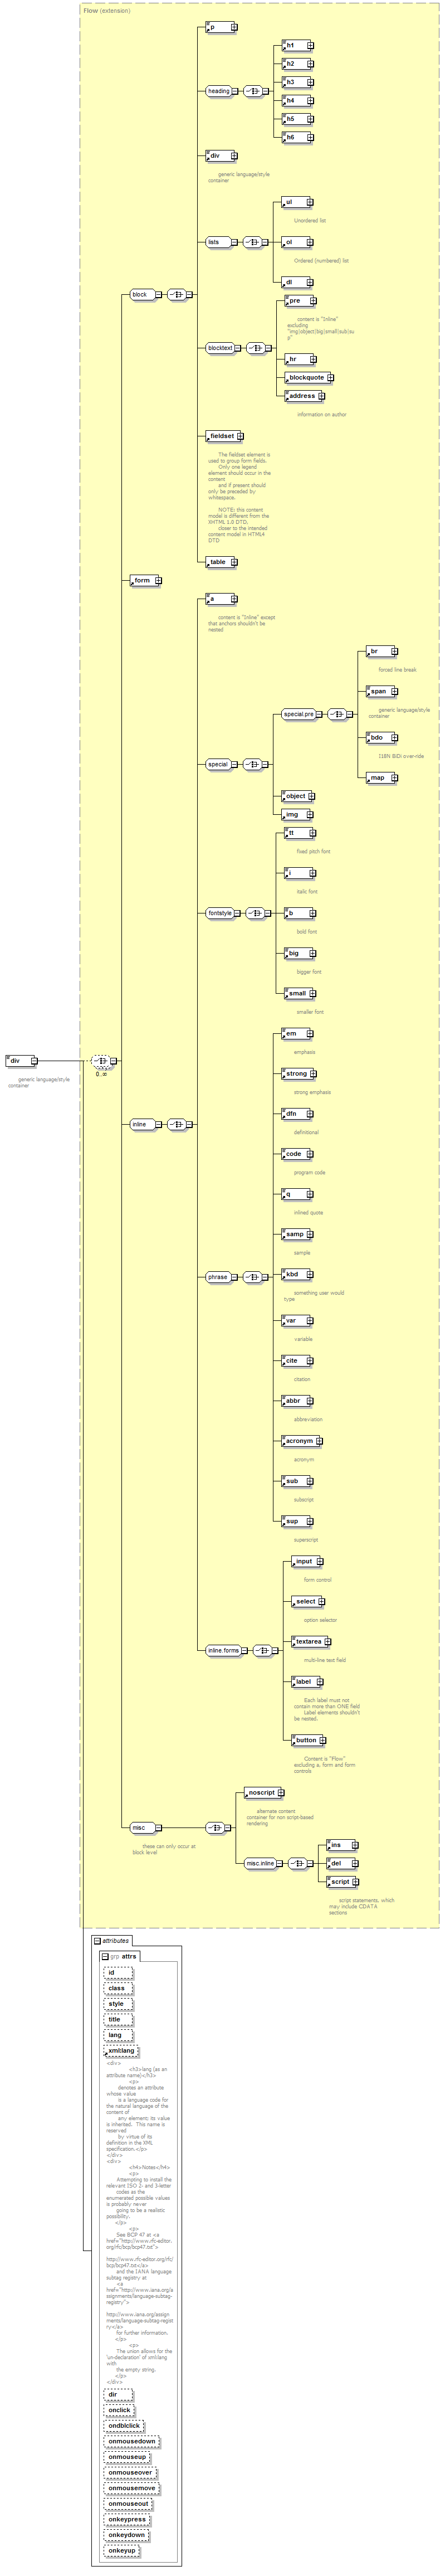 Flow (extension)
p
heading
h1
h2
h3
h4
h5
h6
div
generic language/style
container
lists
ul
Unordered list
ol
Ordered (numbered) list
dl
block
blocktext
pre
content is "Inline"
excluding
"img|object|big|small|sub|su
p"
hr
blockquote
address
information on author
fieldset
The fieldset element is
used to group form fields.
Only one legend
element should occur in the
content
and if present should
only be preceded by
whitespace.
NOTE: this content
model is different from the
XHTML 1.0 DTD,
closer to the intended
content model in HTML4
DTD
table
form
a
content is "Inline" except
that anchors shouldn't be
nested
special
special.pre
br
forced line break
span
generic language/style
container
bdo
I18N BiDi over-ride
map
object
img
fontstyle
tt
fixed pitch font
i
italic font
b
bold font
big
bigger font
small
smaller font
div
generic language/style
container
0..∞
inline
phrase
em
emphasis
strong
strong emphasis
dfn
definitional
code
program code
q
inlined quote
samp
sample
kbd
something user would
type
var
variable
cite
citation
abbr
abbreviation
acronym
acronym
sub
subscript
sup
superscript
inline.forms
input
form control
select
option selector
textarea
multi-line text field
label
Each label must not
contain more than ONE field
Label elements shouldn't
be nested.
button
Content is "Flow"
excluding a, form and form
controls
misc
these can only occur at
block level
noscript
alternate content
container for non script-based
rendering
misc.inline
ins
del
script
script statements, which
may include CDATA
sections
attributes
grp attrs
id
class
style
title
lang
xml:lang
<div>
<h3>lang (as an
attribute name)</h3>
<p>
denotes an attribute
whose value
is a language code for
the natural language of the
content of
any element; its value
is inherited. This name is
reserved
by virtue of its
definition in the XML
specification.</p>
</div>
<div>
<h4>Notes</h4>
<p>
Attempting to install the
relevant ISO 2- and 3-letter
codes as the
enumerated possible values
is probably never
going to be a realistic
possibility.
</p>
<p>
See BCP 47 at <a
href="http://www.rfc-editor.
org/rfc/bcp/bcp47.txt">
http://www.rfc-editor.org/rfc/
bcp/bcp47.txt</a>
and the IANA language
subtag registry at
<a
href="http://www.iana.org/a
ssignments/language-subtag-
registry">
http://www.iana.org/assign
ments/language-subtag-regist
ry</a>
for further information.
</p>
<p>
The union allows for the
'un-declaration' of xml:lang
with
the empty string.
</p>
</div>
dir
onclick
ondblclick
onmousedown
onmouseup
onmouseover
onmousemove
onmouseout
onkeypress
onkeydown
onkeyup